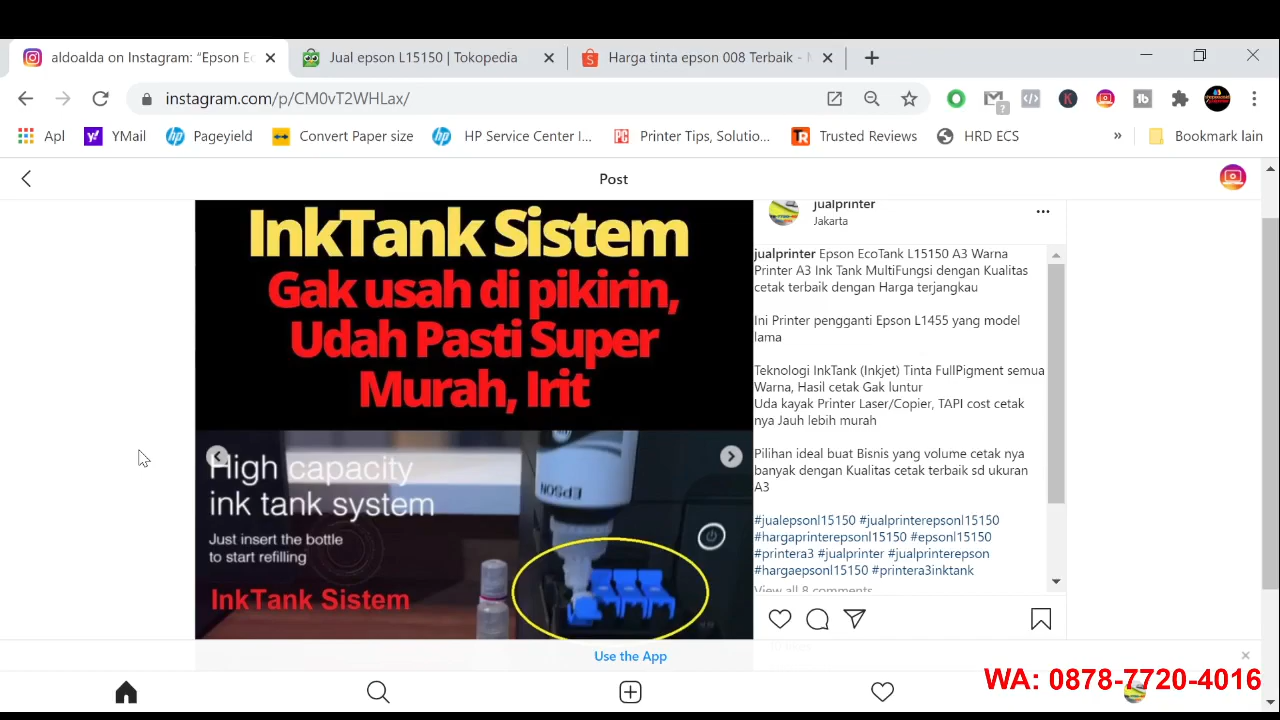 aldoalda on Instagram: “Epson Ec
Jual epson L15150 | Tokopedia
Harga tinta epson 008 Terbaik -
instagram.com/p/CM0vT2WHLax/
Apl
YMail
Pageyield
Convert Paper size
HP Service Center I...
Printer Tips, Solutio...
Trusted Reviews
HRD ECS
»
Bookmark lain
Post
InkTank Sistem
Gak usah di pikirin,
Udah Pasti Super
Murah, Irit
High capacity
ink tank system
Just insert the bottle
to start refilling
InkTank Sistem
EPSON
jualprinter
Jakarta
jualprinter Epson EcoTank L15150 A3 Warna
Printer A3 Ink Tank MultiFungsi dengan Kualitas
cetak terbaik dengan Harga terjangkau
Ini Printer pengganti Epson L1455 yang model
lama
Teknologi InkTank (Inkjet) Tinta FullPigment semua
Warna, Hasil cetak Gak luntur
Uda kayak Printer Laser/Copier, TAPI cost cetak
nya Jauh lebih murah
Pilihan ideal buat Bisnis yang volume cetak nya
banyak dengan Kualitas cetak terbaik sd ukuran
A3
#jualepsonl15150 #jualprinterepsonl15150
#hargaprinterepsonl15150 #epsonl15150
#printera3 #jualprinter #jualprinterepson
#hargaepsonl15150 #printera3inktank
View all 8 comments
Use the App
WA: 0878-7720-4016